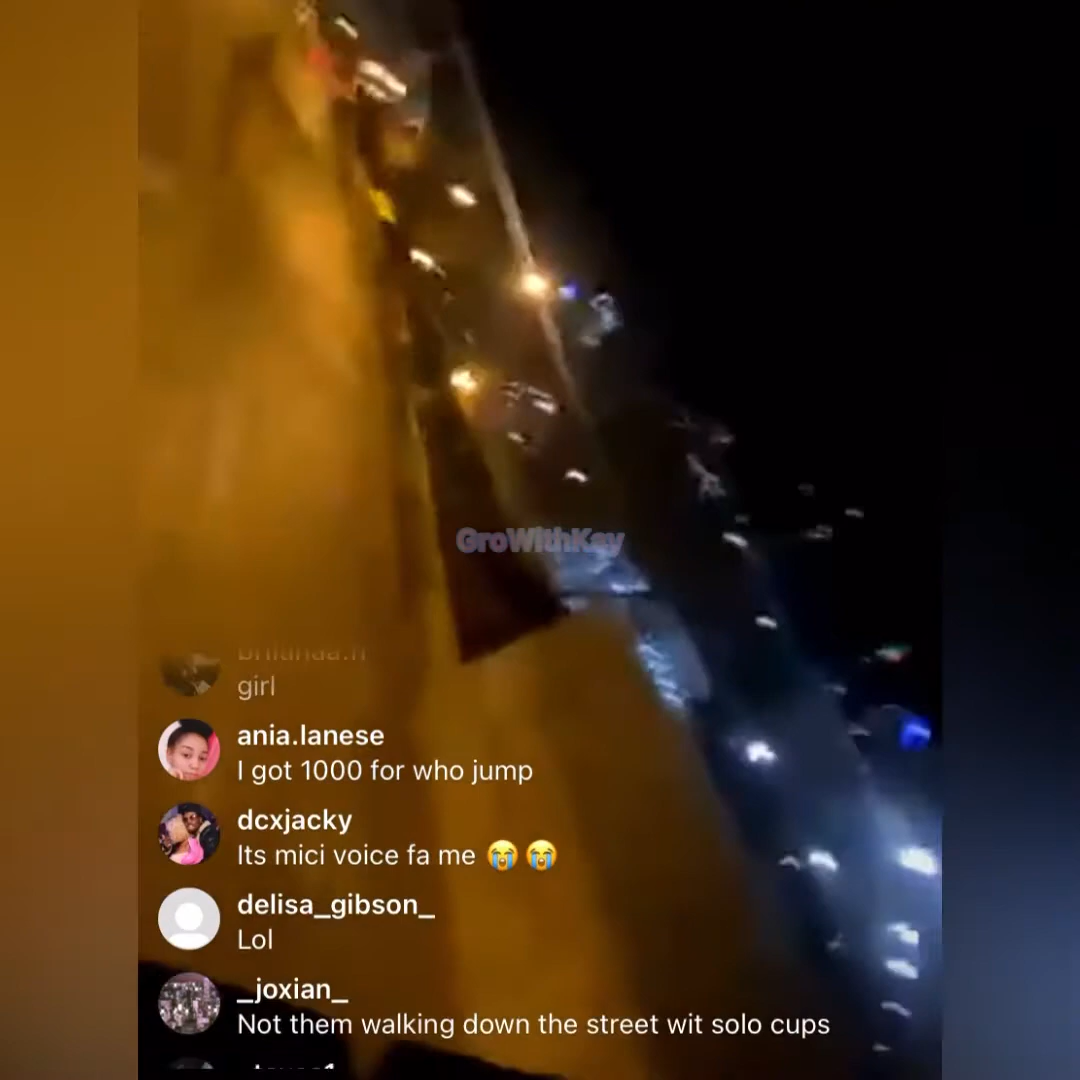 GroWithKay
girl
ania.lanese
I got 1000 for who jump
dcxjacky
Its mici voice fa me 😭😭
delisa_gibson_
Lol
_joxian_
Not them walking down the street wit solo cups